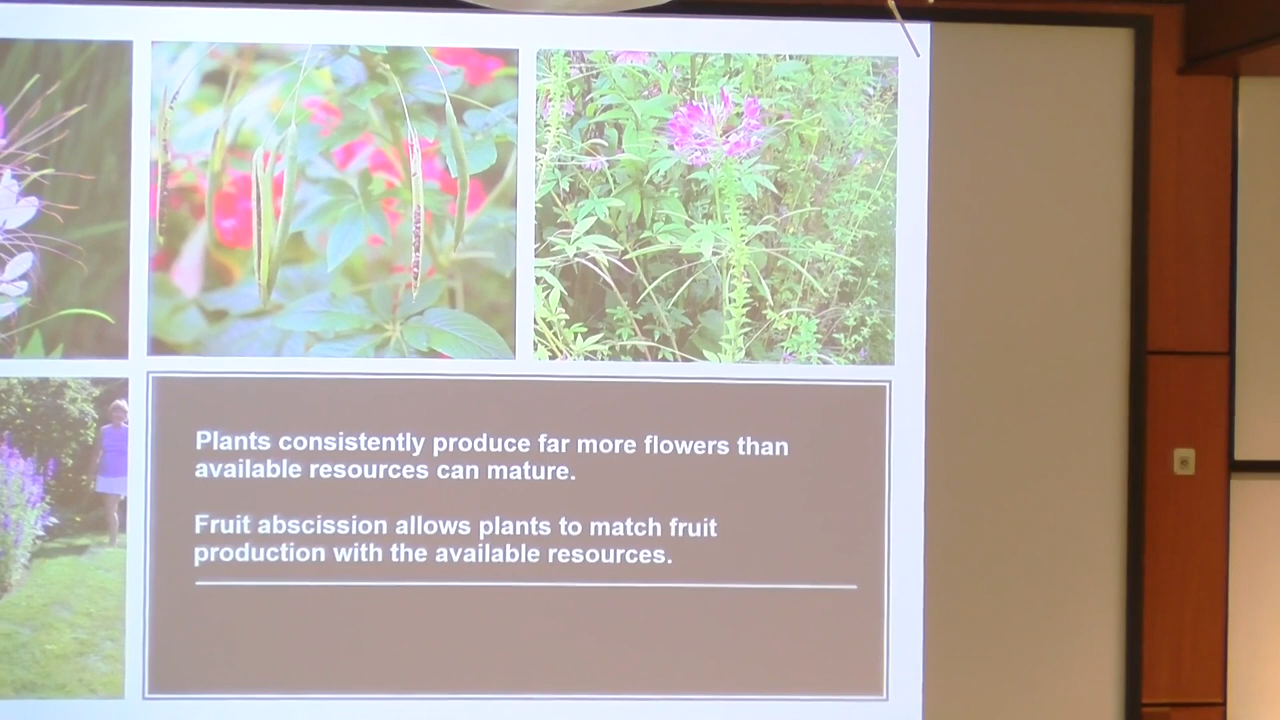 Plants consistently produce far more flowers than
available resources can mature.
Fruit abscission allows plants to match fruit
production with the available resources.